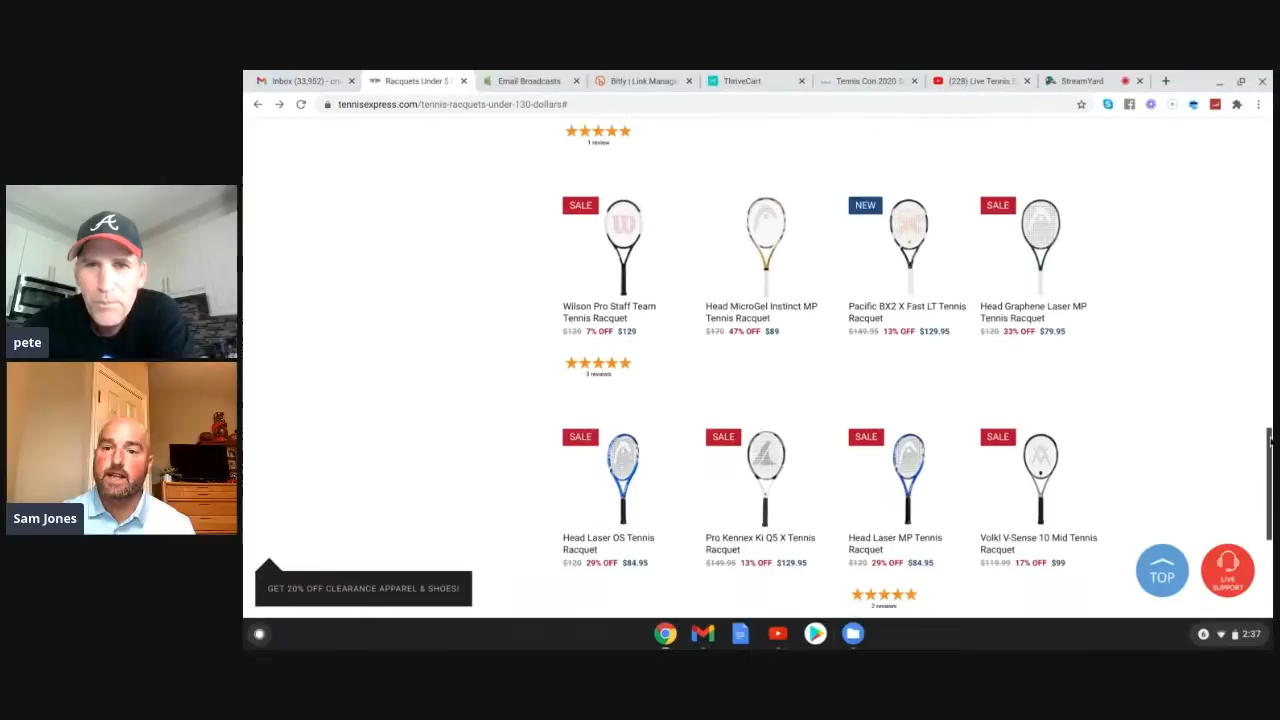 Inbox (33,952) - cr
Racquets Under $
Email Broadcasts
Bitly | Link Manag
ThriveCart
Tennis Con 2020 S
(228) Live Tennis E
StreamYard
tennisexpress.com/tennis-racquets-under-130-dollars#
1 review
SALE
NEW
SALE
Wilson Pro Staff Team
Tennis Racquet
$139 7% OFF $129
Head MicroGel Instinct MP
Tennis Racquet
$170 47% OFF $89
Pacific BX2 X Fast LT Tennis
Racquet
$149.95 13% OFF $129.95
Head Graphene Laser MP
Tennis Racquet
$120 33% OFF $79.95
3 reviews
pete
SALE
SALE
SALE
SALE
Head Laser OS Tennis
Racquet
$120 29% OFF $84.95
Pro Kennex Ki Q5 X Tennis
Racquet
$149.95 13% OFF $129.95
Head Laser MP Tennis
Racquet
$120 29% OFF $84.95
Volkl V-Sense 10 Mid Tennis
Racquet
$119.99 17% OFF $99
2 reviews
Sam Jones
GET 20% OFF CLEARANCE APPAREL & SHOES!
TOP
LIVE
SUPPORT
6
2:37